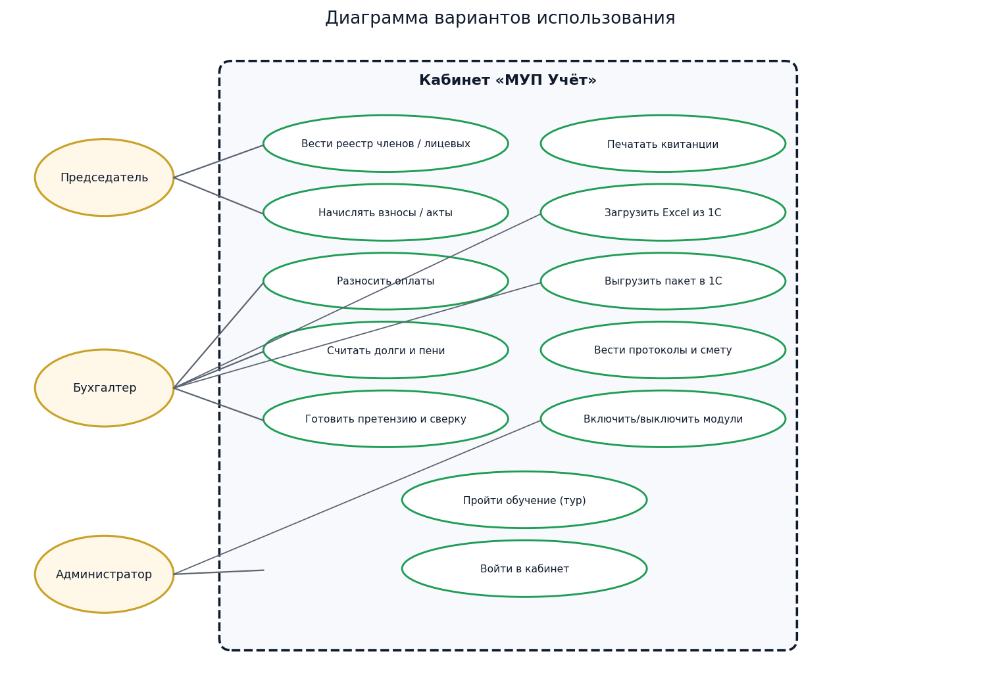 Диаграмма вариантов использования
Кабинет «МУП Учёт»
Вести реестр членов / лицевых
Печатать квитанции
Председатель
Начислять взносы / акты
Загрузить Excel из 1С
Разносить оплаты
Выгрузить пакет в 1С
Считать долги и пени
Вести протоколы и смету
Бухгалтер
Готовить претензию и сверку
Включить/выключить модули
Пройти обучение (тур)
Войти в кабинет
Администратор